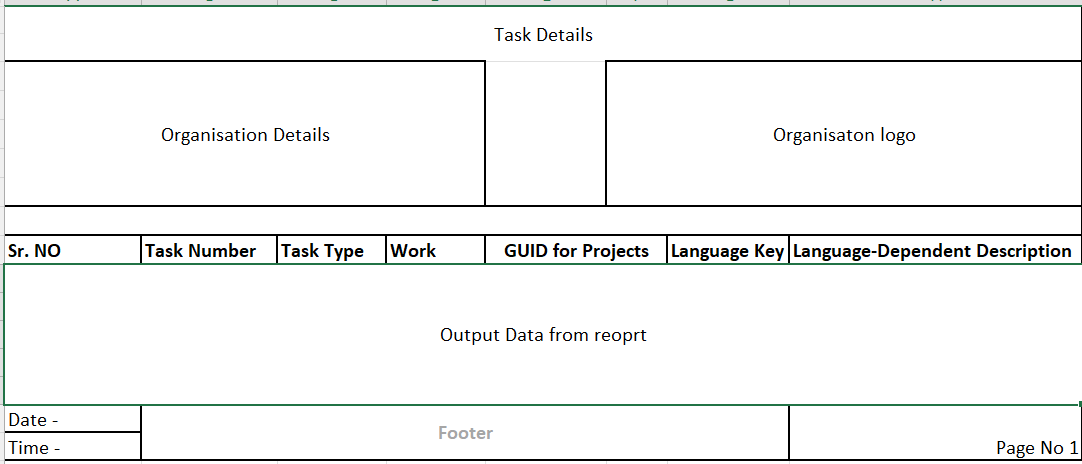 Task Details
Organisation Details
Organisaton logo
Sr. NO Task Number Task Type Work GUID for Projects Language Key Language-Dependent Description
Output Data from reoprt
Date -
Footer
Time -
Page No 1